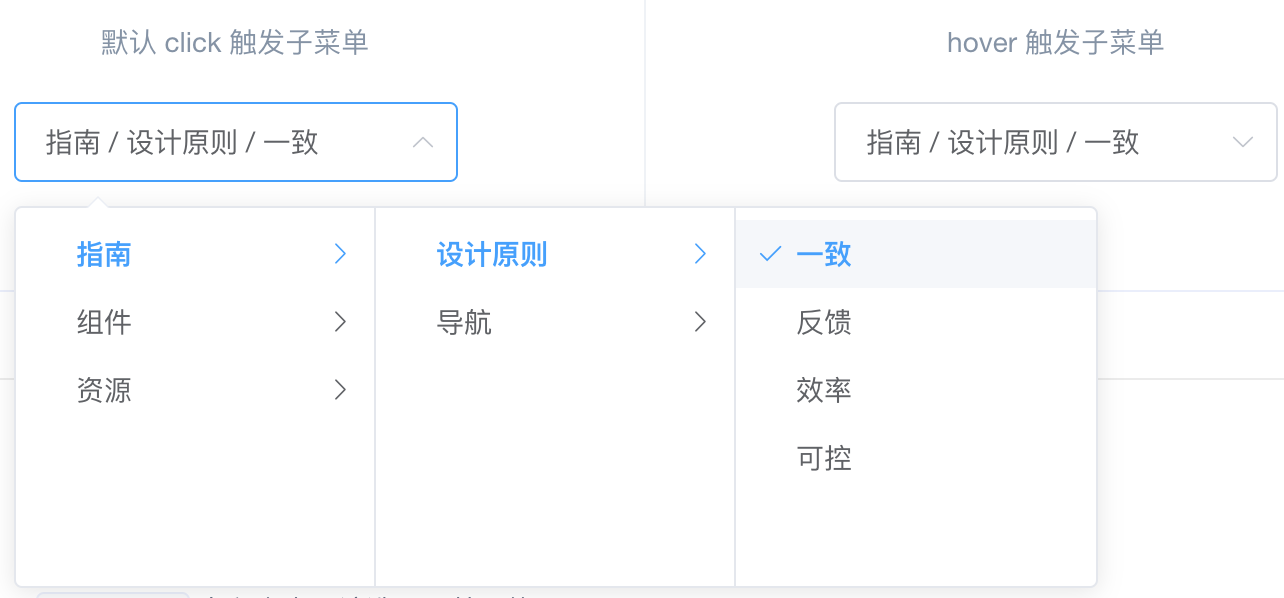 默认 click 触发子菜单
hover 触发子菜单
指南 / 设计原则 / 一致
指南 / 设计原则 / 一致
指南
组件
资源
设计原则
导航
一致
反馈
效率
可控